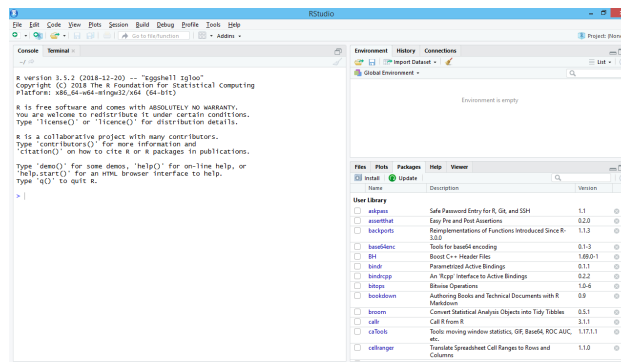 RStudio
File Edit Code View Plots Session Build Debug Profile Tools Help
Go to file/function Addins Project: (None
Console Terminal
~/
R version 3.5.2 (2018-12-20) -- "Eggshell Igloo"
Copyright (C) 2018 The R Foundation for Statistical Computing
Platform: x86_64-w64-mingw32/x64 (64-bit)
R is free software and comes with ABSOLUTELY NO WARRANTY.
You are welcome to redistribute it under certain conditions.
Type 'license()' or 'licence()' for distribution details.
R is a collaborative project with many contributors.
Type 'contributors()' for more information and
'citation()' on how to cite R or R packages in publications.
Type 'demo()' for some demos, 'help()' for on-line help, or
'help.start()' for an HTML browser interface to help.
Type 'q()' to quit R.
>
Environment History Connections
Import Dataset List
Global Environment
Environment is empty
Files Plots Packages Help Viewer
Install Update
Name Description Version
User Library
askpass Safe Password Entry for R, Git, and SSH 1.1
assertthat Easy Pre and Post Assertions 0.2.0
backports Reimplementations of Functions Introduced Since R- 1.1.3
3.0.0
base64enc Tools for base64 encoding 0.1-3
BH Boost C++ Header Files 1.69.0-1
bindr Parametrized Active Bindings 0.1.1
bindrcpp An 'Rcpp' Interface to Active Bindings 0.2.2
bitops Bitwise Operations 1.0-6
bookdown Authoring Books and Technical Documents with R 0.9
Markdown
broom Convert Statistical Analysis Objects into Tidy Tibbles 0.5.1
callr Call R from R 3.1.1
caTools Tools: moving window statistics, GIF, Base64, ROC AUC, 1.17.1.1
etc.
cellranger Translate Spreadsheet Cell Ranges to Rows and 1.1.0
Columns